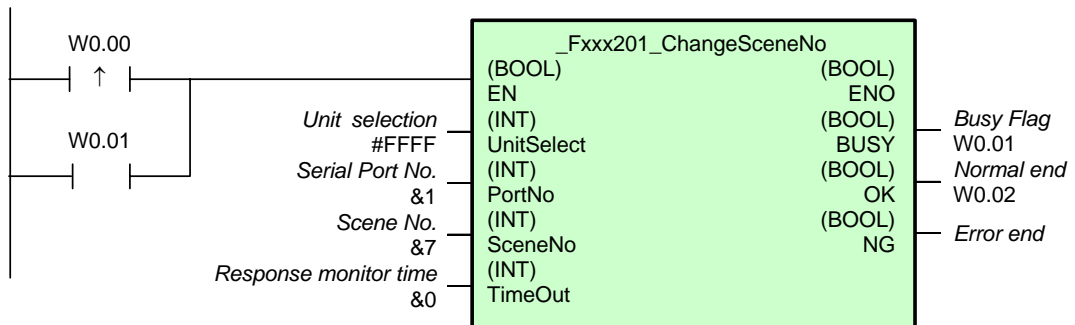 W0.00
↑
W0.01
Unit selection
#FFFF
Serial Port No.
&1
Scene No.
&7
Response monitor time
&0
_Fxxx201_ChangeSceneNo
(BOOL) (BOOL)
EN ENO
(INT) (BOOL)
UnitSelect BUSY
(INT) (BOOL)
PortNo OK
(INT) (BOOL)
SceneNo NG
(INT)
TimeOut
Busy Flag
W0.01
Normal end
W0.02
Error end